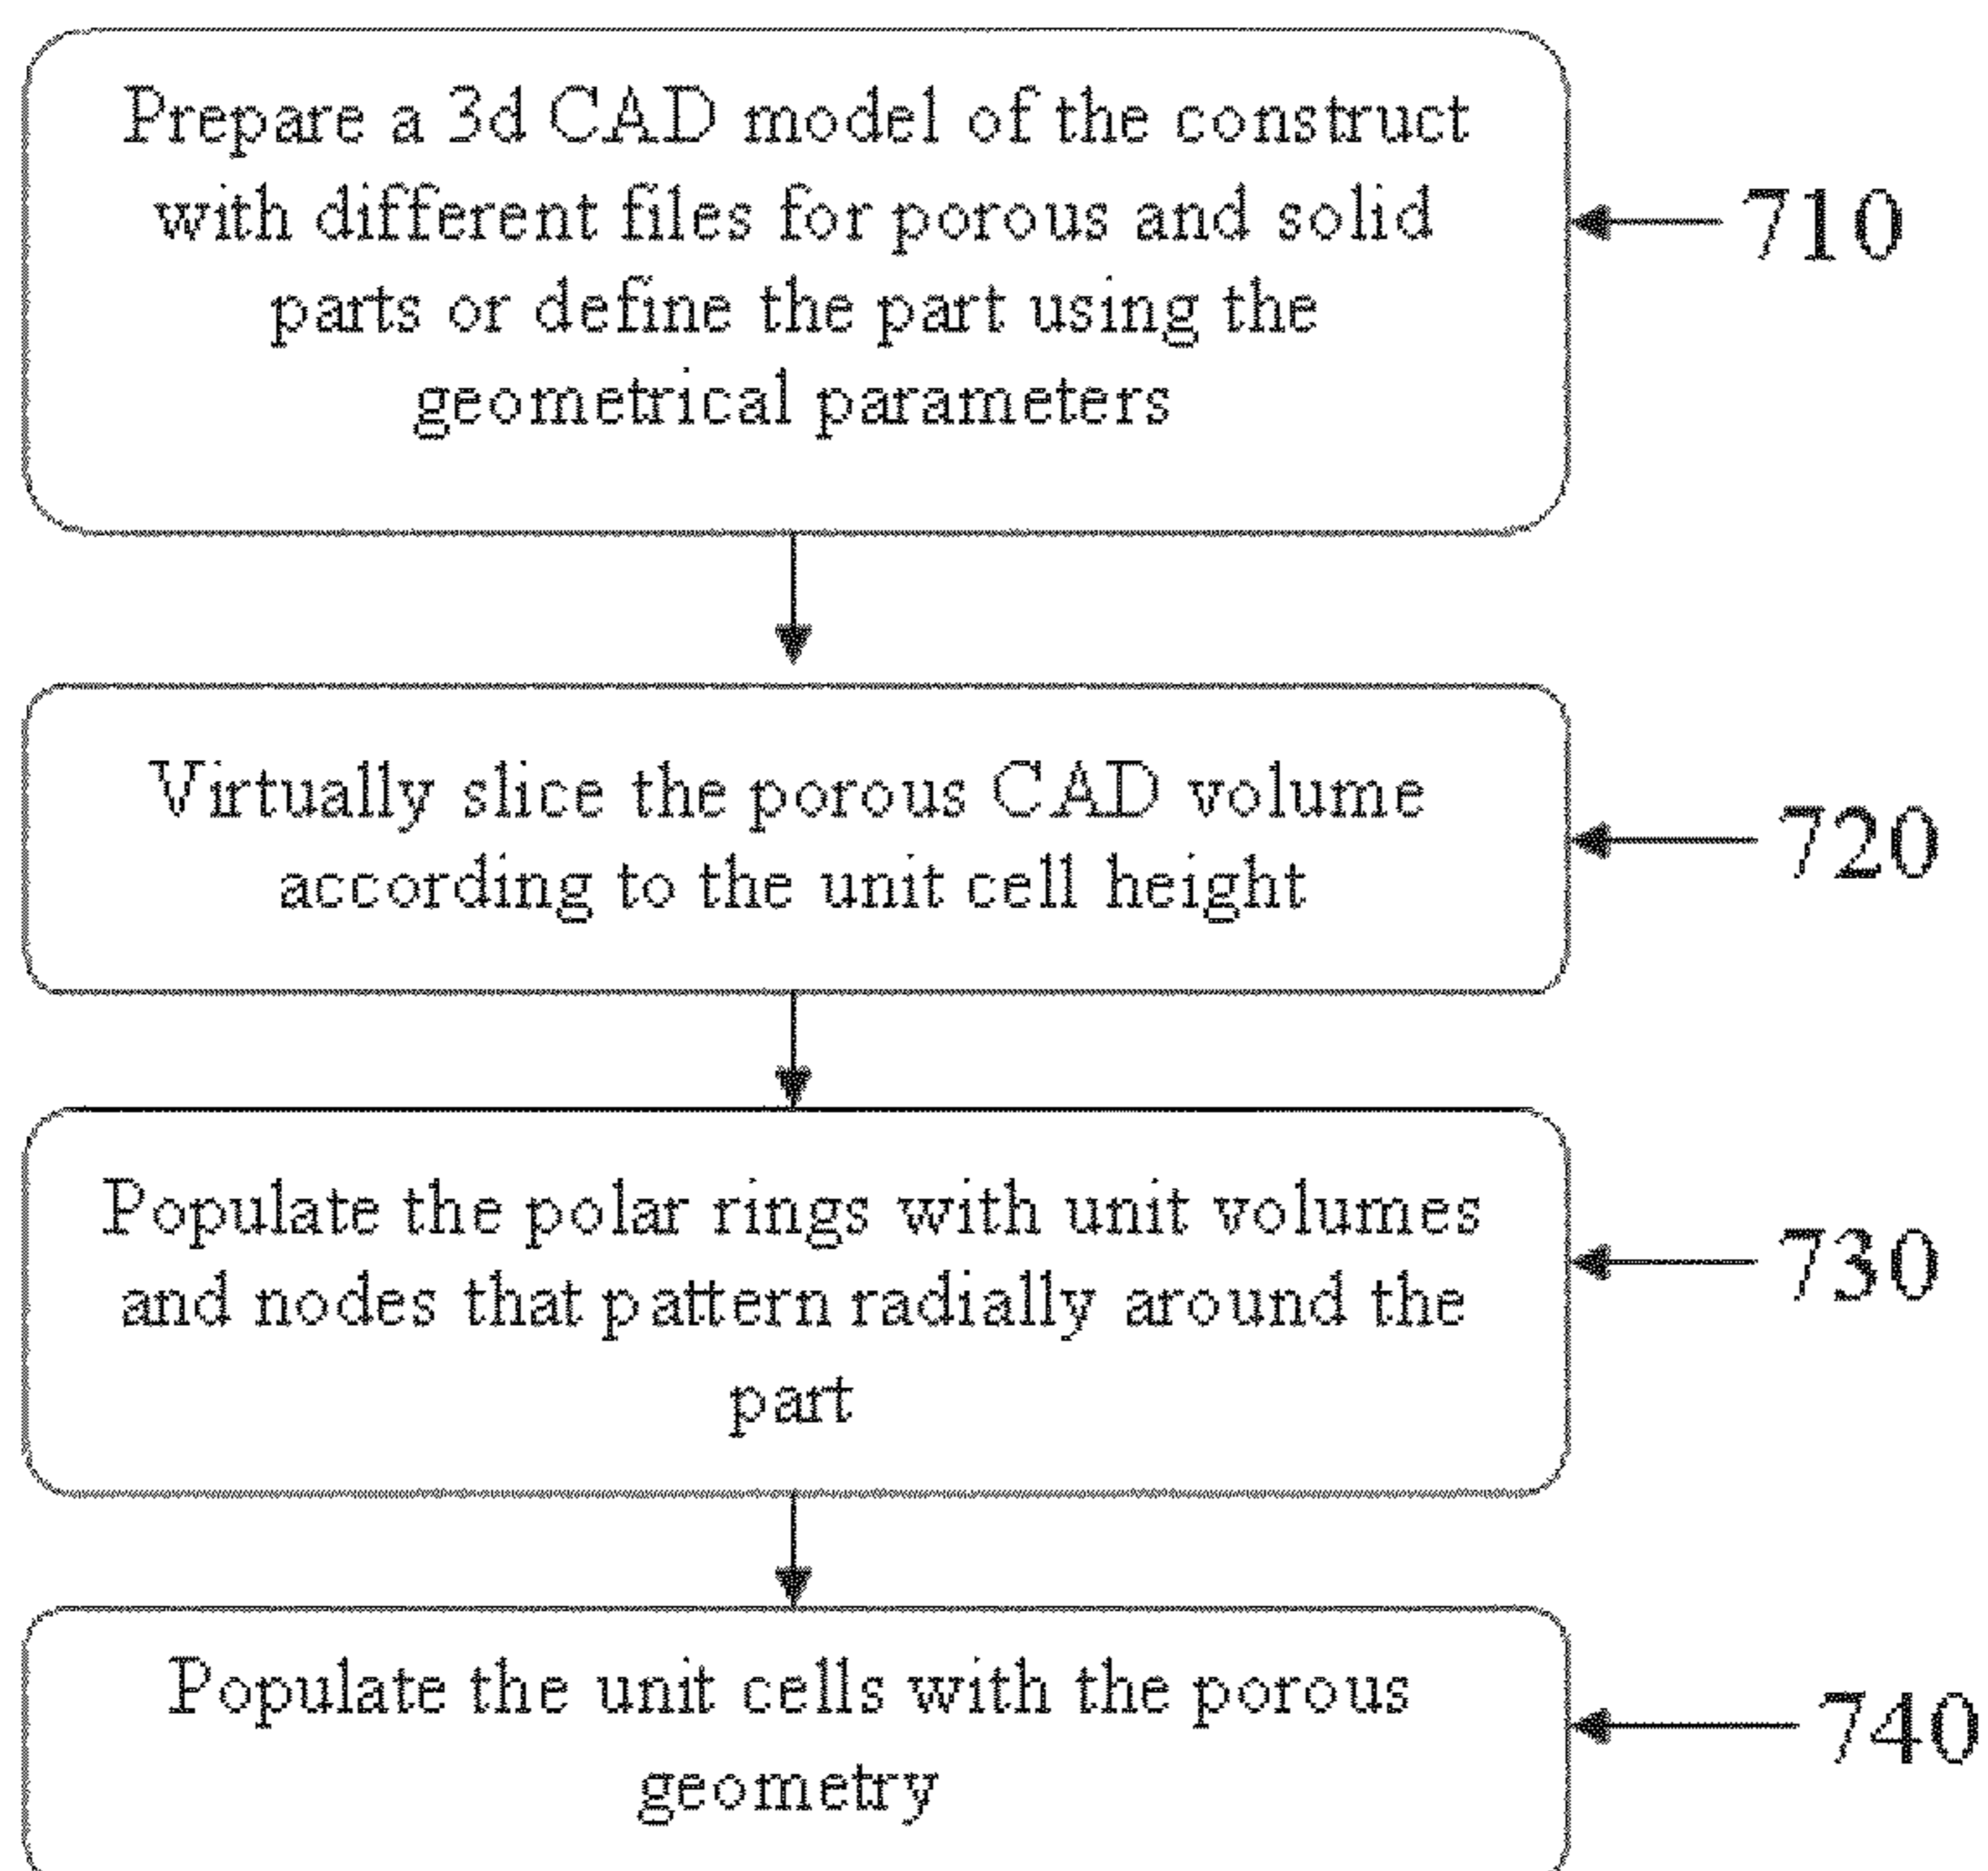 Prepare a 3d CAD model of the construct
with different files for porous and solid
parts or define the part using the
geometrical parameters
710
Virtually slice the porous CAD volume
according to the unit cell height
720
Populate the polar rings with unit volumes
and nodes that pattern radially around the
part
730
Populate the unit cells with the porous
geometry
740